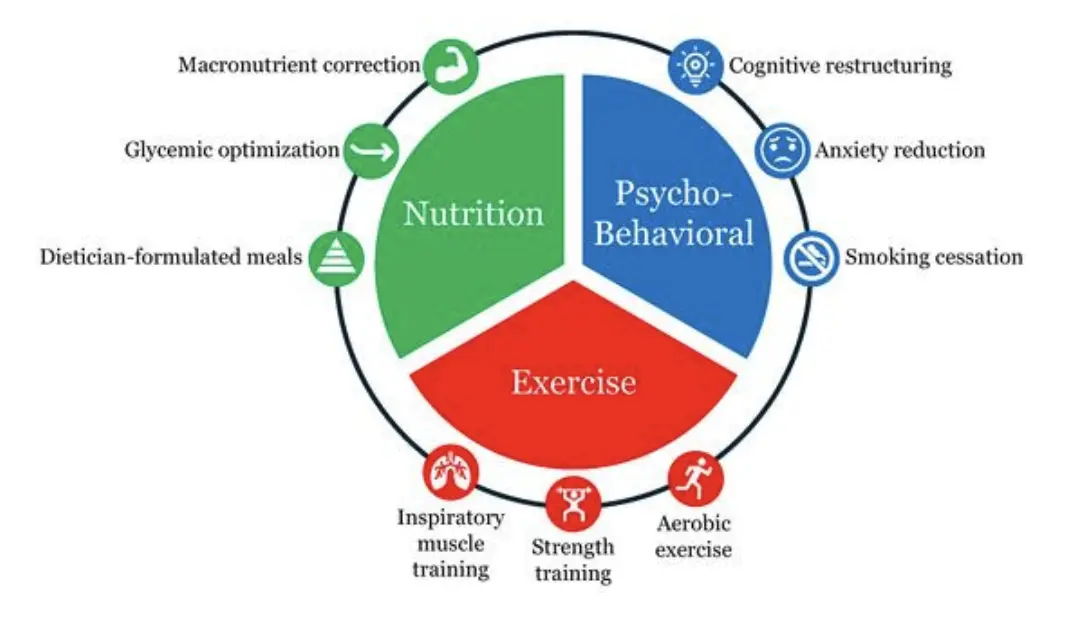 Macronutrient correction
Glycemic optimization
Dietician-formulated meals
Nutrition
Psycho-
Behavioral
Cognitive restructuring
Anxiety reduction
Smoking cessation
Exercise
Inspiratory
muscle
training
Strength
training
Aerobic
exercise